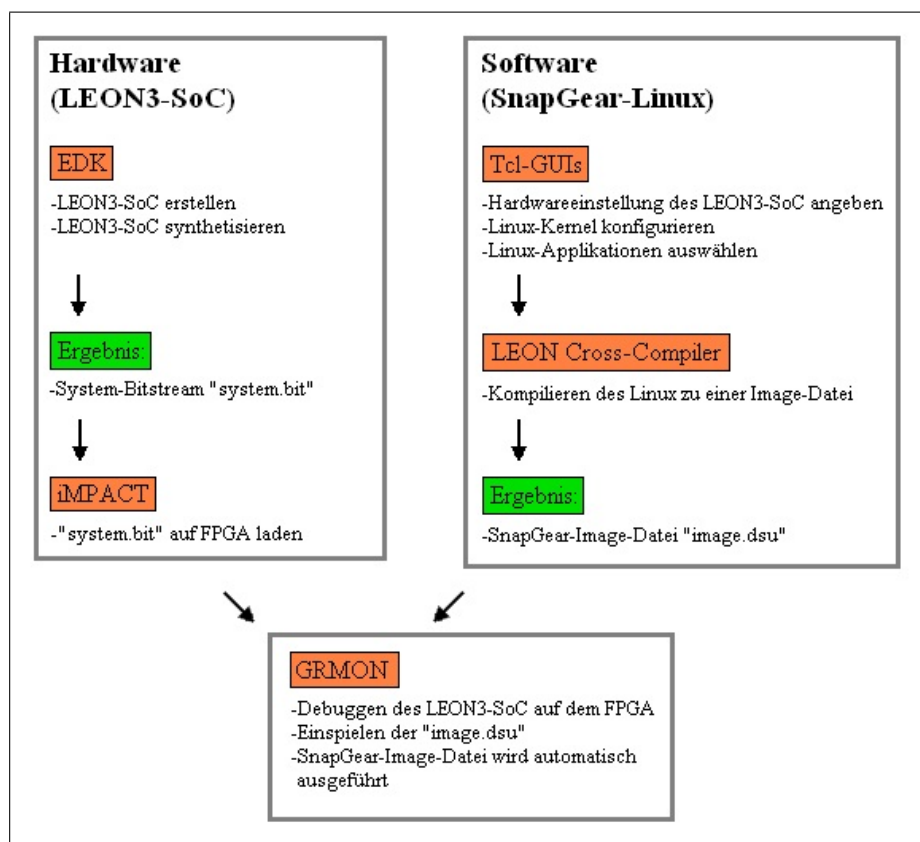 Hardware
(LEON3-SoC)
EDK
-LEON3-SoC erstellen
-LEON3-SoC synthetisieren
Ergebnis:
-System-Bitstream "system.bit"
iMPACT
-"system.bit" auf FPGA laden
Software
(SnapGear-Linux)
Tcl-GUIs
-Hardwareeinstellung des LEON3-SoC angeben
-Linux-Kernel konfigurieren
-Linux-Applikationen auswählen
LEON Cross-Compiler
-Kompilieren des Linux zu einer Image-Datei
Ergebnis:
-SnapGear-Image-Datei "image.dsu"
GRMON
-Debuggen des LEON3-SoC auf dem FPGA
-Einspielen der "image.dsu"
-SnapGear-Image-Datei wird automatisch
ausgeführt